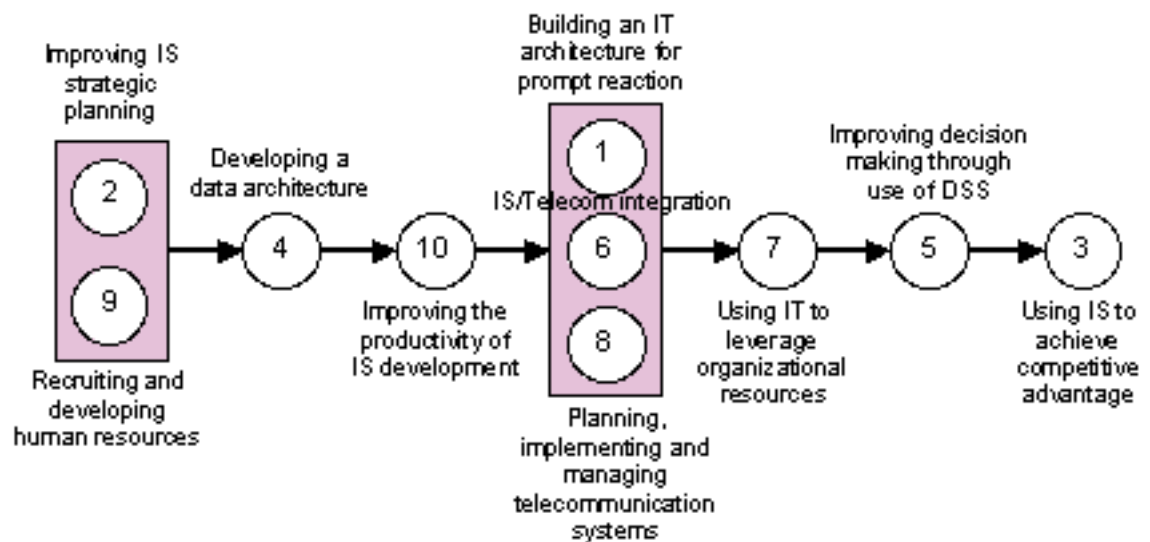 Improving IS
strategic
planning
2
9
Recruiting and
developing
human resources
Developing a
data architecture
4
10
Improving the
productivity of
IS development
Building an IT
architecture for
prompt reaction
1
IS/Telecom integration
6
8
Planning,
implementing and
managing
telecommunication
systems
7
Using IT to
leverage
organizational
resources
Improving decision
making through
use of DSS
5
3
Using IS to
achieve
competitive
advantage